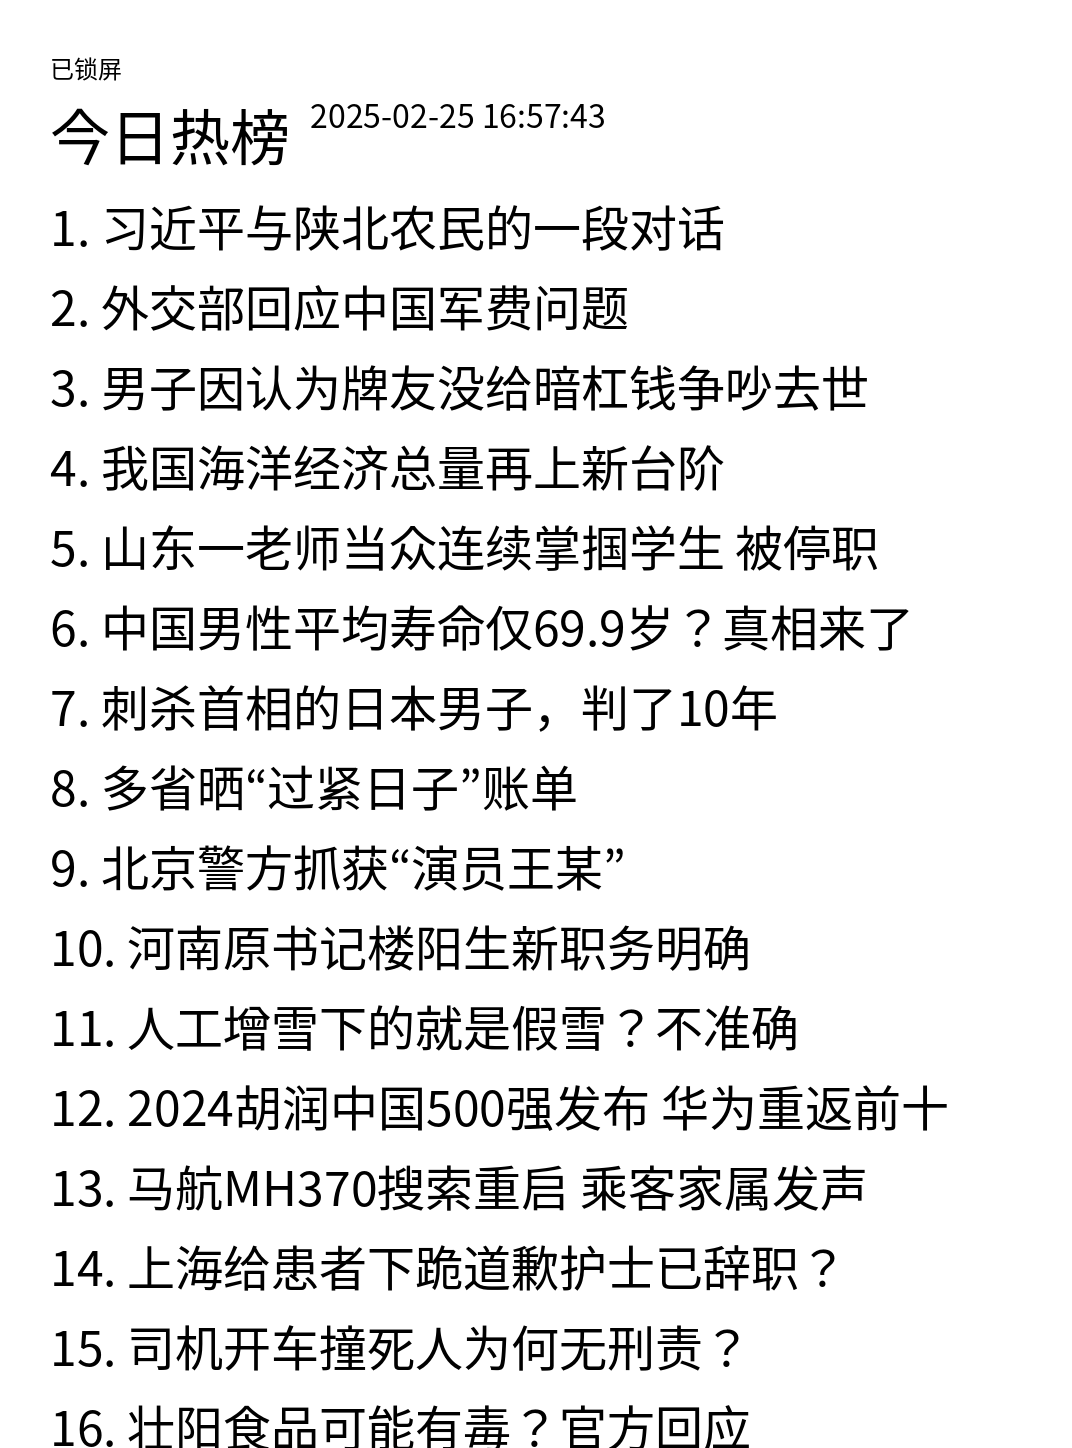 已锁屏
今日热榜 2025-02-25 16:57:43
1. 习近平与陕北农民的一段对话
2. 外交部回应中国军费问题
3. 男子因认为牌友没给暗杠钱争吵去世
4. 我国海洋经济总量再上新台阶
5. 山东一老师当众连续掌掴学生 被停职
6. 中国男性平均寿命仅69.9岁？真相来了
7. 刺杀首相的日本男子，判了10年
8. 多省晒“过紧日子”账单
9. 北京警方抓获“演员王某”
10. 河南原书记楼阳生新职务明确
11. 人工增雪下的就是假雪？不准确
12. 2024胡润中国500强发布 华为重返前十
13. 马航MH370搜索重启 乘客家属发声
14. 上海给患者下跪道歉护士已辞职？
15. 司机开车撞死人为何无刑责？
16. 壮阳食品可能有毒？官方回应